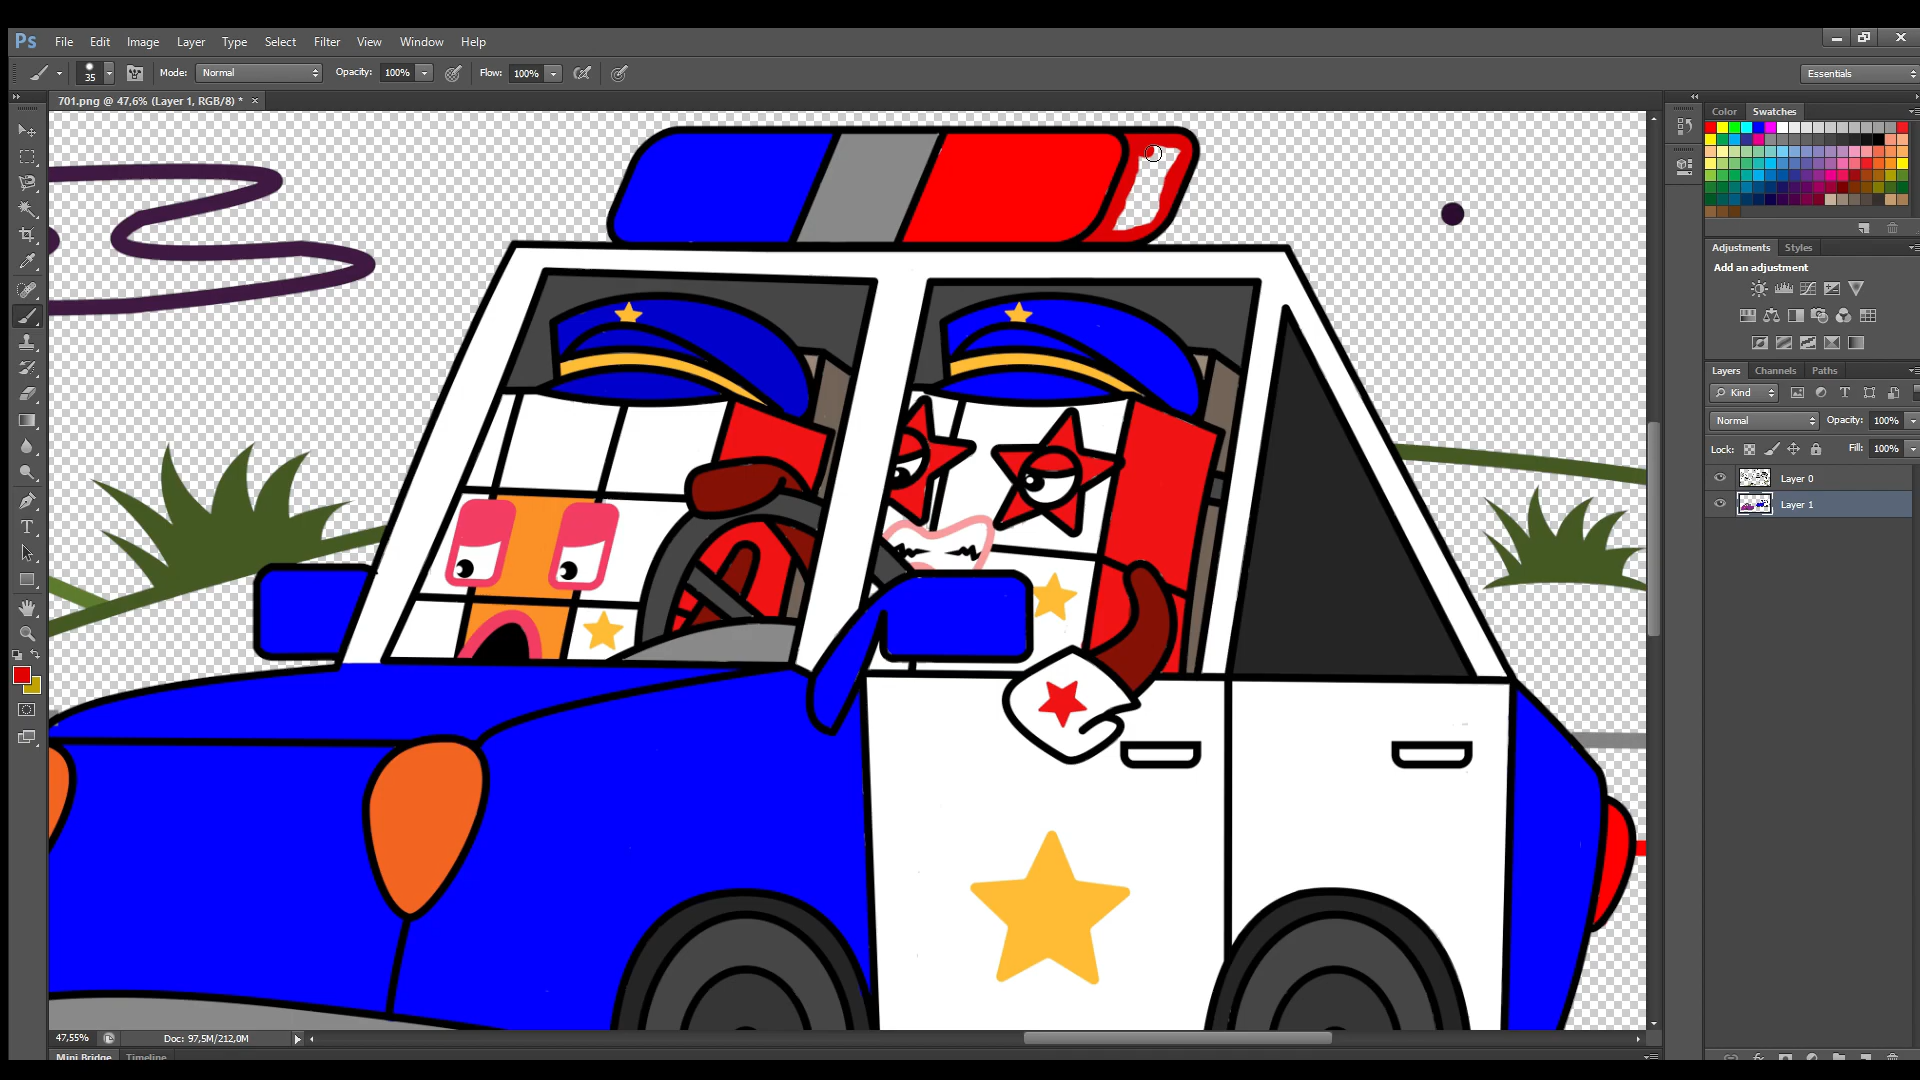 Ps File Edit Image Layer Type Select Filter View Window Help
35 Mode: Normal Opacity: 100% Flow: 100% Essentials
701.png @ 47,6% (Layer 1, RGB/8) * ×
Color Swatches
Adjustments Styles
Add an adjustment
Layers Channels Paths
Kind
Normal Opacity: 100%
Lock: Fill: 100%
Layer 0
Layer 1
47,55% Doc: 97,5M/212,0M
Mini Bridge Timeline